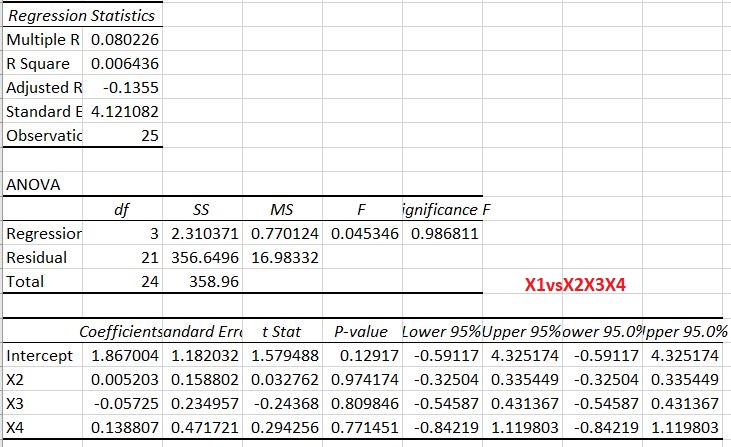 Regression Statistics
Multiple R 0.080226
R Square 0.006436
Adjusted R -0.1355
Standard E 4.121082
Observatic 25
ANOVA
df SS MS F ignificance F
Regression 3 2.310371 0.770124 0.045346 0.986811
Residual 21 356.6496 16.98332
Total 24 358.96
X1vsX2X3X4
Coefficients andard Erro t Stat P-value Lower 95% Upper 95% ower 95.0% pper 95.0%
Intercept 1.867004 1.182032 1.579488 0.12917 -0.59117 4.325174 -0.59117 4.325174
X2 0.005203 0.158802 0.032762 0.974174 -0.32504 0.335449 -0.32504 0.335449
X3 -0.05725 0.234957 -0.24368 0.809846 -0.54587 0.431367 -0.54587 0.431367
X4 0.138807 0.471721 0.294256 0.771451 -0.84219 1.119803 -0.84219 1.119803